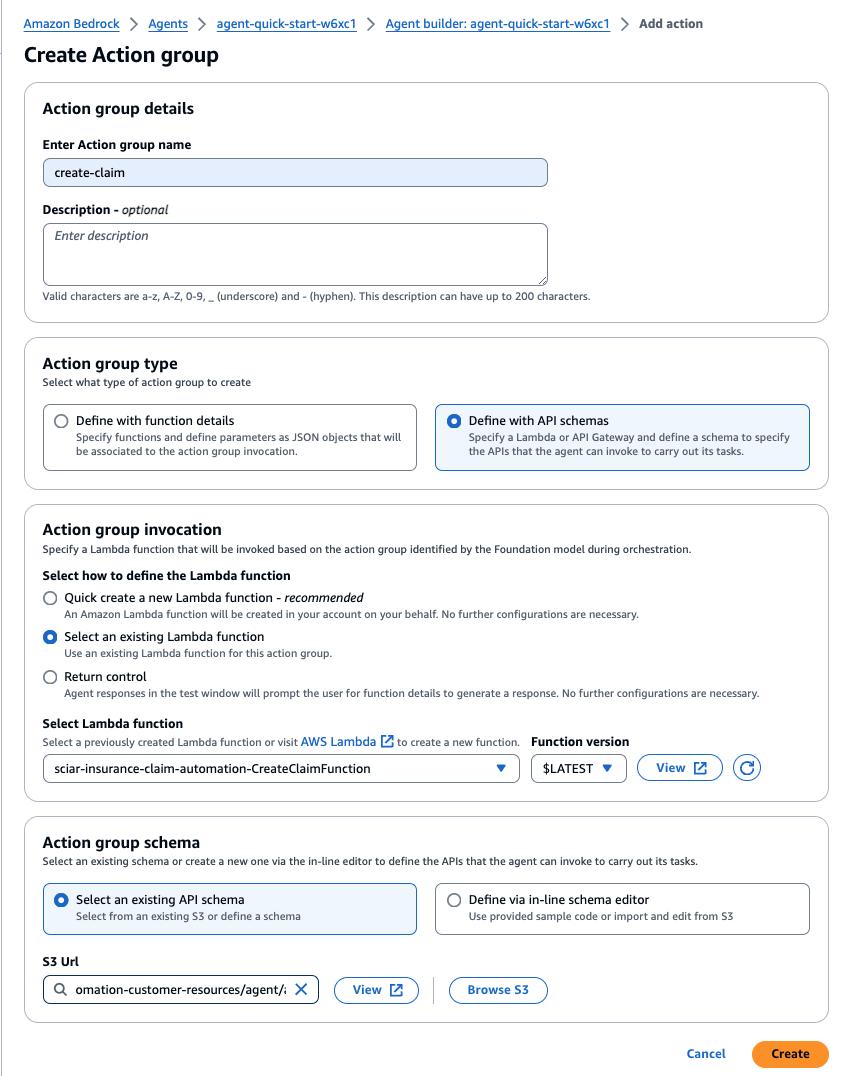 Amazon Bedrock > Agents > agent-quick-start-w6xc1 > Agent builder: agent-quick-start-w6xc1 > Add action
Create Action group
Action group details
Enter Action group name
create-claim
Description - optional
Enter description
Valid characters are a-z, A-Z, 0-9, _ (underscore) and - (hyphen). This description can have up to 200 characters.
Action group type
Select what type of action group to create
Define with function details
Specify functions and define parameters as JSON objects that will
be associated to the action group invocation.
Define with API schemas
Specify a Lambda or API Gateway and define a schema to specify
the APIs that the agent can invoke to carry out its tasks.
Action group invocation
Specify a Lambda function that will be invoked based on the action group identified by the Foundation model during orchestration.
Select how to define the Lambda function
Quick create a new Lambda function - recommended
An Amazon Lambda function will be created in your account on your behalf. No further configurations are necessary.
Select an existing Lambda function
Use an existing Lambda function for this action group.
Return control
Agent responses in the test window will prompt the user for function details to generate a response. No further configurations are necessary.
Select Lambda function
Select a previously created Lambda function or visit AWS Lambda to create a new function.
Function version
sciar-insurance-claim-automation-CreateClaimFunction
$LATEST
View
Action group schema
Select an existing schema or create a new one via the in-line editor to define the APIs that the agent can invoke to carry out its tasks.
Select an existing API schema
Select from an existing S3 or define a schema
Define via in-line schema editor
Use provided sample code or import and edit from S3
S3 Url
omation-customer-resources/agent/a
View
Browse S3
Cancel
Create